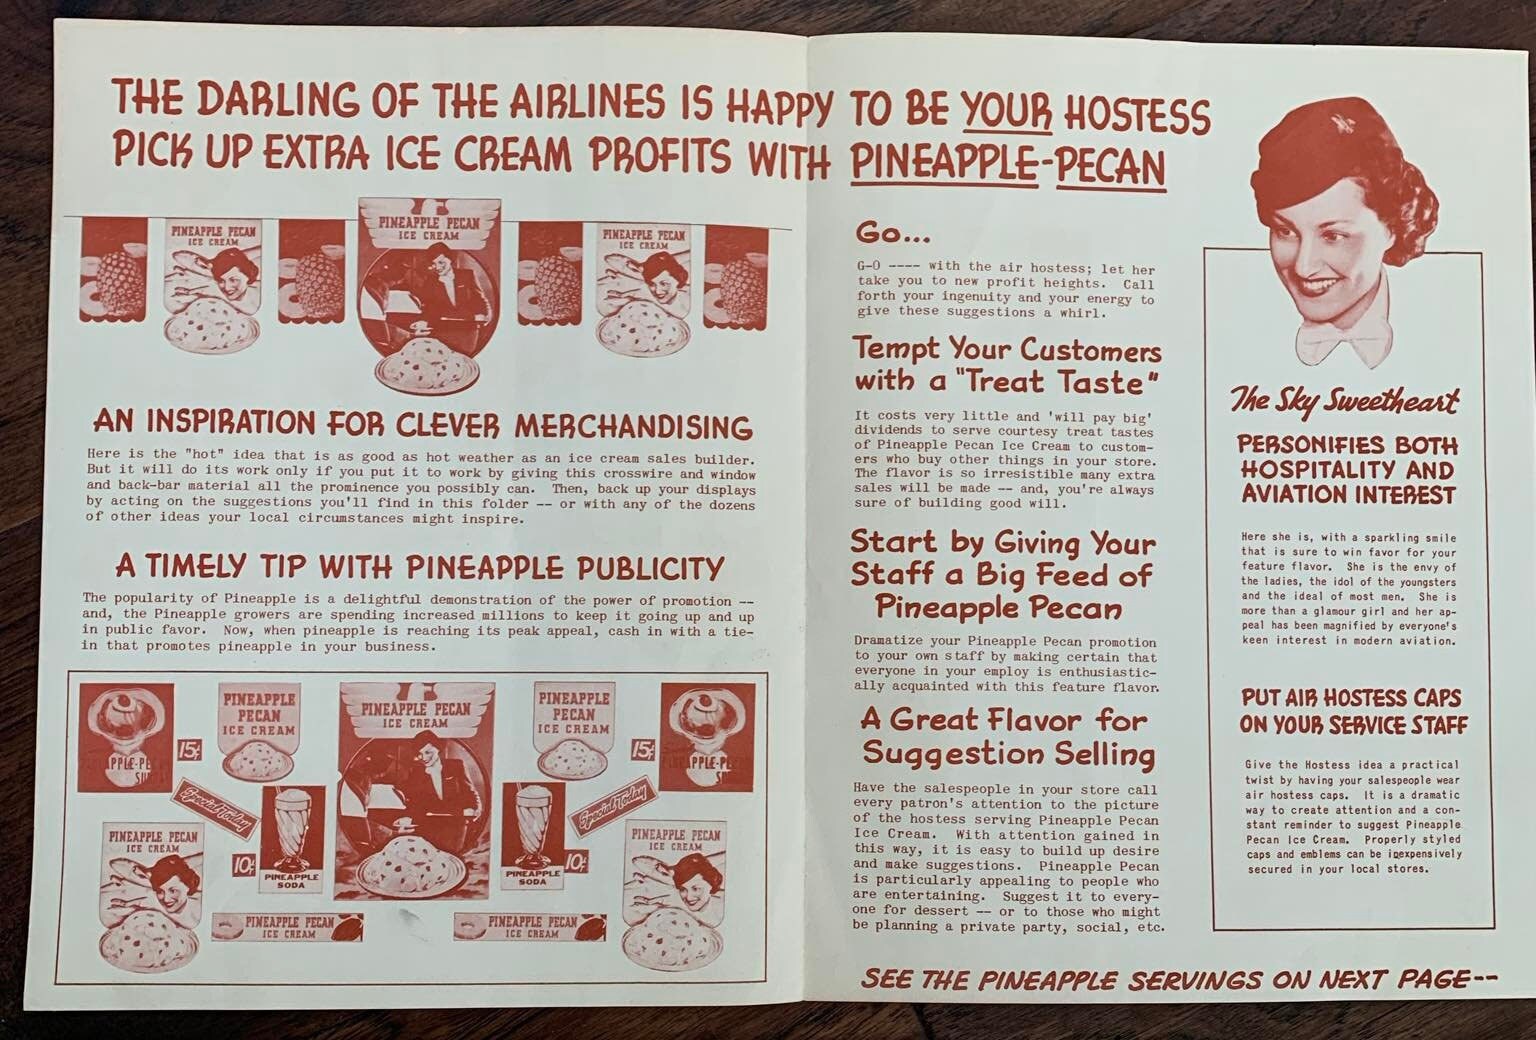 THE DARLING OF THE AIRLINES IS HAPPY TO BE YOUR HOSTESS
PICK UP EXTRA ICE CREAM PROFITS WITH PINEAPPLE-PECAN
PINEAPPLE PECAN
ICE CREAM
PINEAPPLE PECAN
ICE CREAM
PINEAPPLE PECAN
ICE CREAM
AN INSPIRATION FOR CLEVER MERCHANDISING
Here is the "hot" idea that is as good as hot weather as an ice cream sales builder.
But it will do its work only if you put it to work by giving this crosswire and window
and back-bar material all the prominence you possibly can. Then, back up your displays
by acting on the suggestions you'll find in this folder -- or with any of the dozens
of other ideas your local circumstances might inspire.
A TIMELY TIP WITH PINEAPPLE PUBLICITY
The popularity of Pineapple is a delightful demonstration of the power of promotion --
and, the Pineapple growers are spending increased millions to keep it going up and up
in public favor. Now, when pineapple is reaching its peak appeal, cash in with a tie-
in that promotes pineapple in your business.
15¢
PINEAPPLE
PECAN
ICE CREAM
PINEAPPLE PECAN
ICE CREAM
PINEAPPLE
PECAN
ICE CREAM
15¢
Special Today
Special Today
PINEAPPLE PECAN
ICE CREAM
10¢
PINEAPPLE
SODA
PINEAPPLE
SODA
10¢
PINEAPPLE PECAN
ICE CREAM
PINEAPPLE PECAN
ICE CREAM
PINEAPPLE PECAN
ICE CREAM
Go...
G-O ---- with the air hostess; let her
take you to new profit heights. Call
forth your ingenuity and your energy to
give these suggestions a whirl.
Tempt Your Customers
with a "Treat Taste"
It costs very little and 'will pay big'
dividends to serve courtesy treat tastes
of Pineapple Pecan Ice Cream to custom-
ers who buy other things in your store.
The flavor is so irresistible many extra
sales will be made -- and, you're always
sure of building good will.
Start by Giving Your
Staff a Big Feed of
Pineapple Pecan
Dramatize your Pineapple Pecan promotion
to your own staff by making certain that
everyone in your employ is enthusiastic-
ally acquainted with this feature flavor.
A Great Flavor for
Suggestion Selling
Have the salespeople in your store call
every patron's attention to the picture
of the hostess serving Pineapple Pecan
Ice Cream. With attention gained in
this way, it is easy to build up desire
and make suggestions. Pineapple Pecan
is particularly appealing to people who
are entertaining. Suggest it to every-
one for dessert -- or to those who might
be planning a private party, social, etc.
The Sky Sweetheart
PERSONIFIES BOTH
HOSPITALITY AND
AVIATION INTEREST
Here she is, with a sparkling smile
that is sure to win favor for your
feature flavor. She is the envy of
the ladies, the idol of the youngsters
and the ideal of most men. She is
more than a glamour girl and her ap-
peal has been magnified by everyone's
keen interest in modern aviation.
PUT AIR HOSTESS CAPS
ON YOUR SERVICE STAFF
Give the Hostess idea a practical
twist by having your salespeople wear
air hostess caps. It is a dramatic
way to create attention and a con-
stant reminder to suggest Pineapple
Pecan Ice Cream. Properly styled
caps and emblems can be inexpensively
secured in your local stores.
SEE THE PINEAPPLE SERVINGS ON NEXT PAGE--